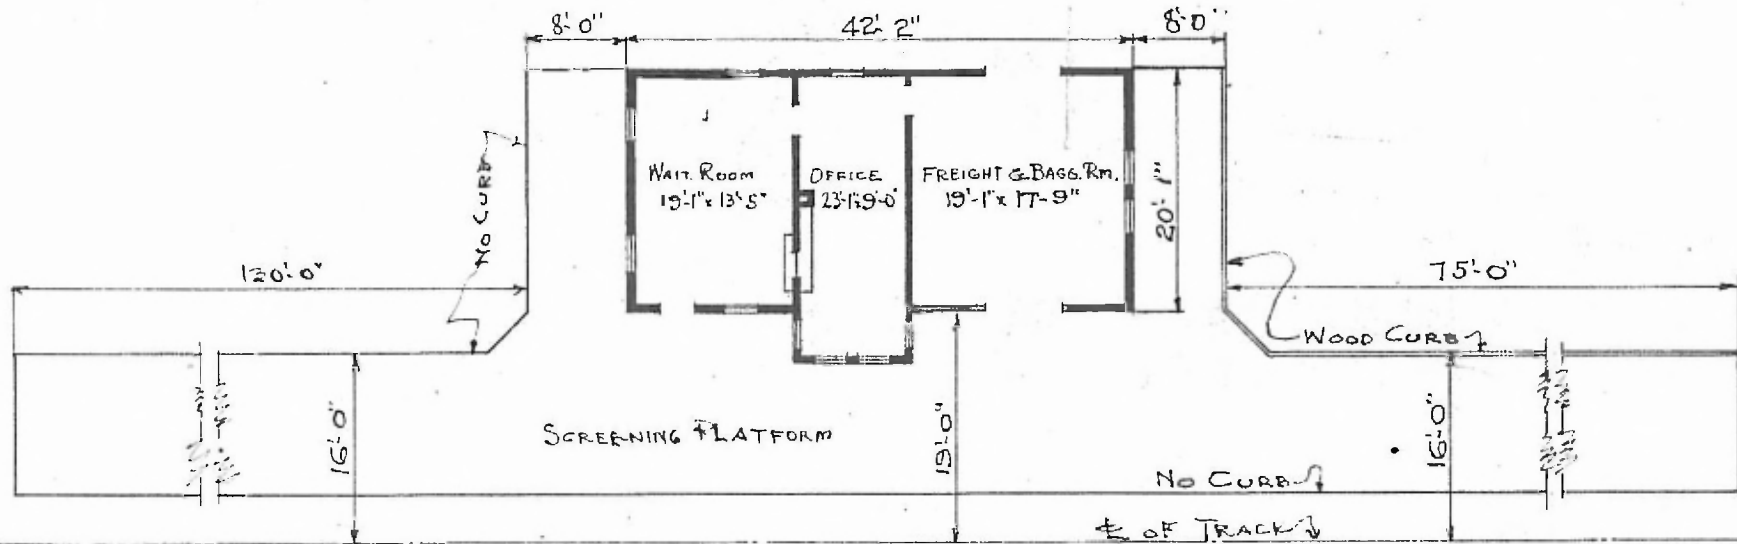 8'-0"
42'-2"
8'-0"
NO CURB
WAIT. ROOM
19'-1" x 13'-5"
OFFICE
23'-1"x9'-0"
FREIGHT & BAGG. RM.
19'-1" x 17'-9"
20'-1"
120'-0"
75'-0"
WOOD CURB
16'-0"
SCREENING PLATFORM
19'-0"
16'-0"
NO CURB
℄ OF TRACK